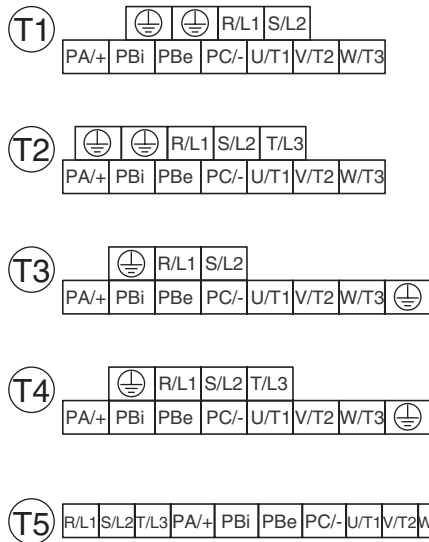 T1
R/L1 S/L2
PA/+ PBi PBe PC/- U/T1 V/T2 W/T3
T2
R/L1 S/L2 T/L3
PA/+ PBi PBe PC/- U/T1 V/T2 W/T3
T3
R/L1 S/L2
PA/+ PBi PBe PC/- U/T1 V/T2 W/T3
T4
R/L1 S/L2 T/L3
PA/+ PBi PBe PC/- U/T1 V/T2 W/T3
T5 R/L1 S/L2 T/L3 PA/+ PBi PBe PC/- U/T1 V/T2